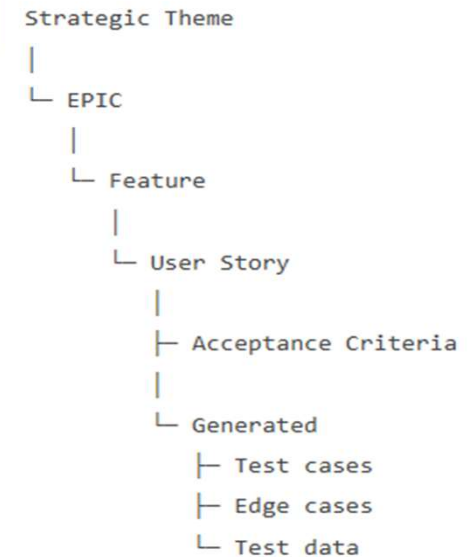 Strategic Theme
│
└─ EPIC
   │
   └─ Feature
      │
      └─ User Story
         │
         ├─ Acceptance Criteria
         │
         └─ Generated
            ├─ Test cases
            ├─ Edge cases
            └─ Test data